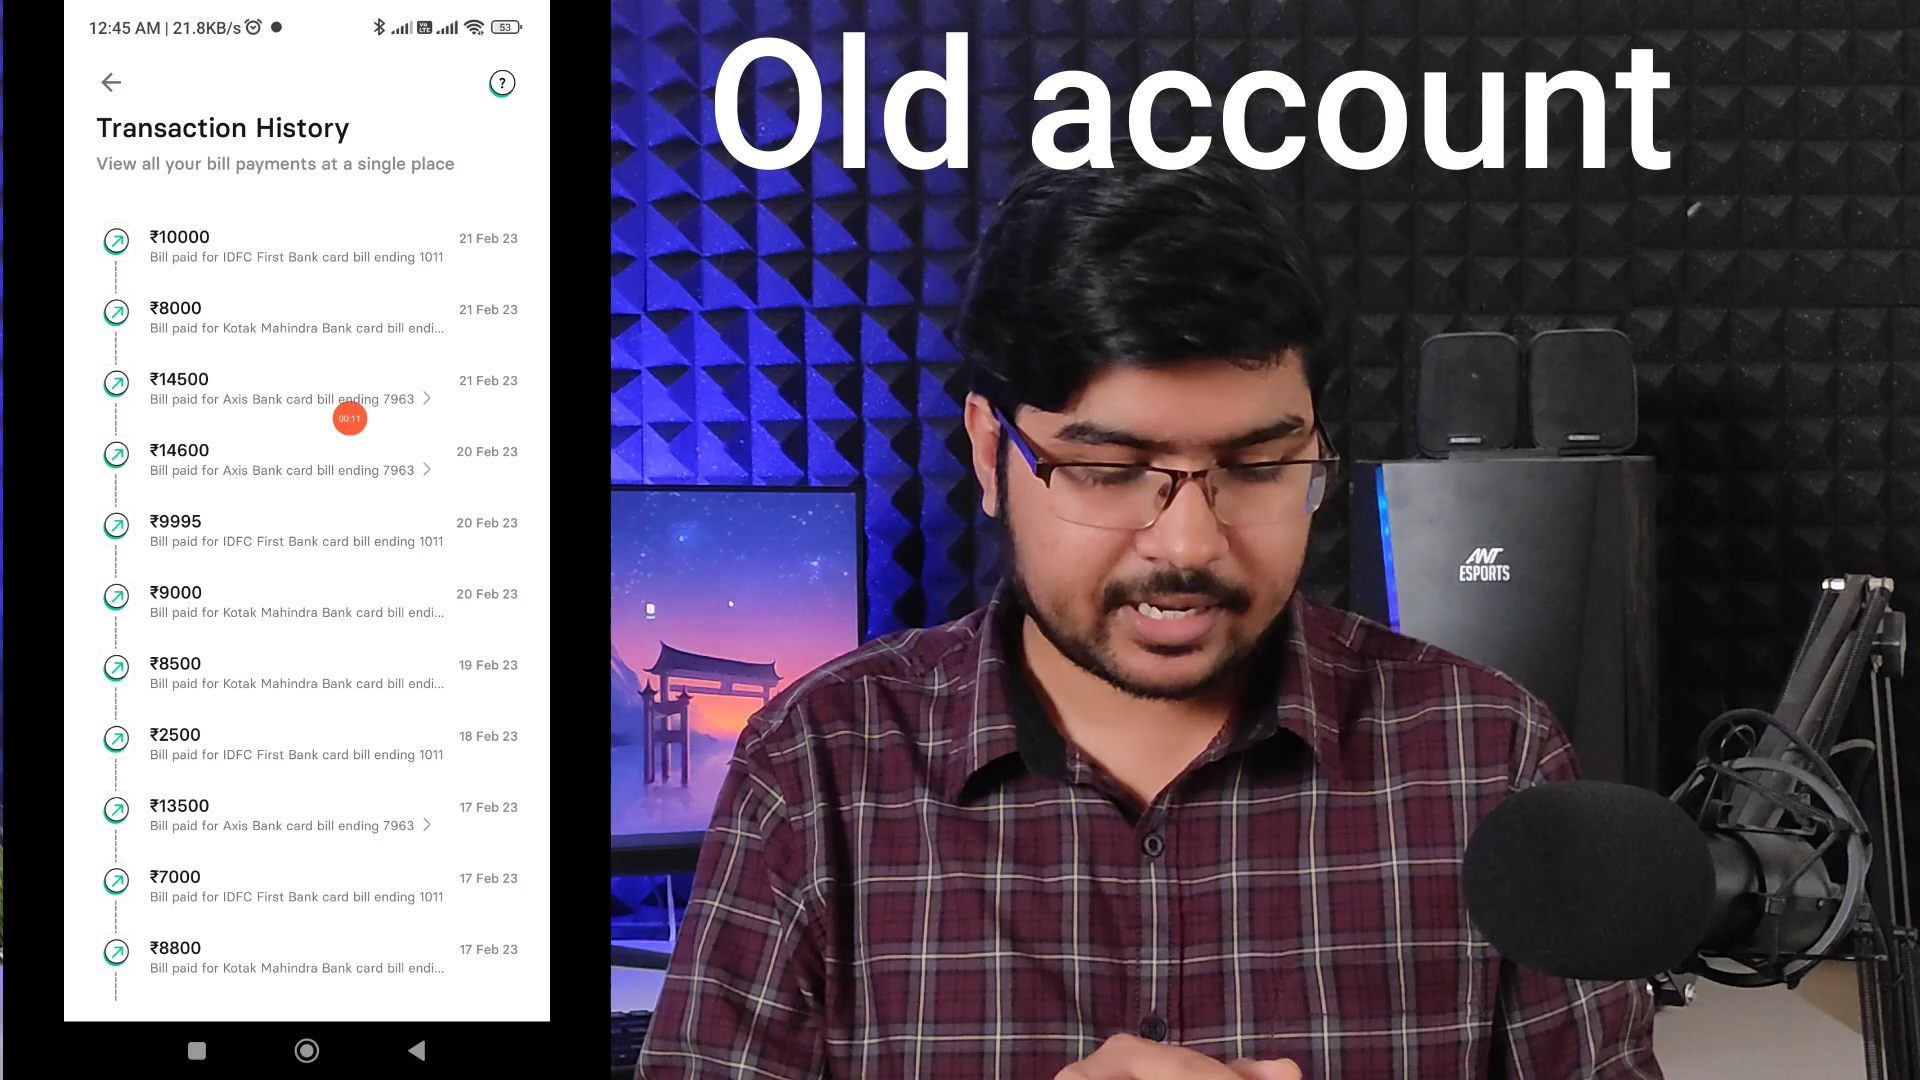 12:45 AM | 21.8KB/s
53
?
Transaction History
View all your bill payments at a single place
₹10000
21 Feb 23
Bill paid for IDFC First Bank card bill ending 1011
₹8000
21 Feb 23
Bill paid for Kotak Mahindra Bank card bill endi...
₹14500
21 Feb 23
Bill paid for Axis Bank card bill ending 7963
00:11
₹14600
20 Feb 23
Bill paid for Axis Bank card bill ending 7963
₹9995
20 Feb 23
Bill paid for IDFC First Bank card bill ending 1011
₹9000
20 Feb 23
Bill paid for Kotak Mahindra Bank card bill endi...
₹8500
19 Feb 23
Bill paid for Kotak Mahindra Bank card bill endi...
₹2500
18 Feb 23
Bill paid for IDFC First Bank card bill ending 1011
₹13500
17 Feb 23
Bill paid for Axis Bank card bill ending 7963
₹7000
17 Feb 23
Bill paid for IDFC First Bank card bill ending 1011
₹8800
17 Feb 23
Bill paid for Kotak Mahindra Bank card bill endi...
Old account
ANT
ESPORTS